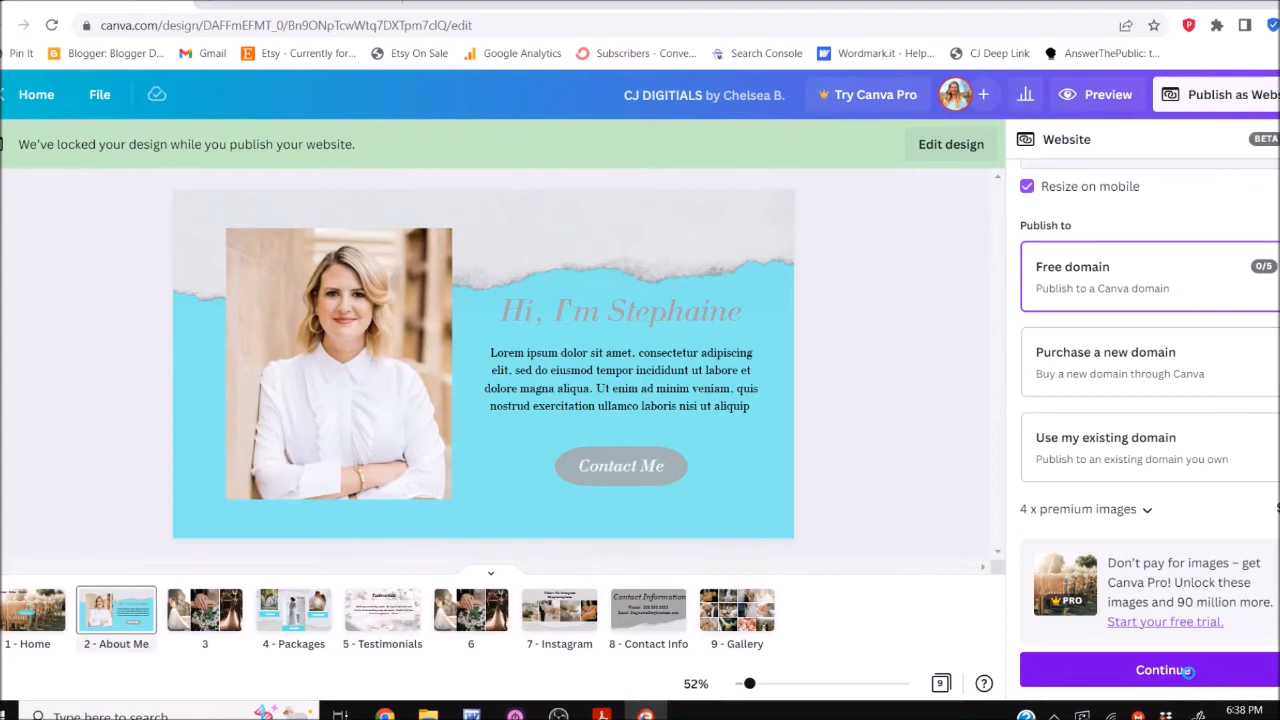 canva.com/design/DAFFmEFMT_0/Bn9ONpTcwWtq7DXTpm7clQ/edit
Pin It
Blogger: Blogger D...
Gmail
Etsy - Currently for...
Etsy On Sale
Google Analytics
Subscribers - Conve...
Search Console
Wordmark.it - Help...
CJ Deep Link
AnswerThePublic: t...
Home
File
CJ DIGITIALS by Chelsea B.
Try Canva Pro
+
Preview
Publish as Webs
We've locked your design while you publish your website.
Edit design
Website
BETA
Resize on mobile
Publish to
Free domain
0/5
Publish to a Canva domain
Purchase a new domain
Buy a new domain through Canva
Use my existing domain
Publish to an existing domain you own
4 x premium images
Don't pay for images – get
Canva Pro! Unlock these
images and 90 million more.
Start your free trial.
PRO
Continue
Hi, I'm Stephaine
Lorem ipsum dolor sit amet, consectetur adipiscing
elit, sed do eiusmod tempor incididunt ut labore et
dolore magna aliqua. Ut enim ad minim veniam, quis
nostrud exercitation ullamco laboris nisi ut aliquip
Contact Me
Testimonials
Contact Information
1 - Home
2 - About Me
3
4 - Packages
5 - Testimonials
6
7 - Instagram
8 - Contact Info
9 - Gallery
52%
9
?
Type here to search
6:38 PM